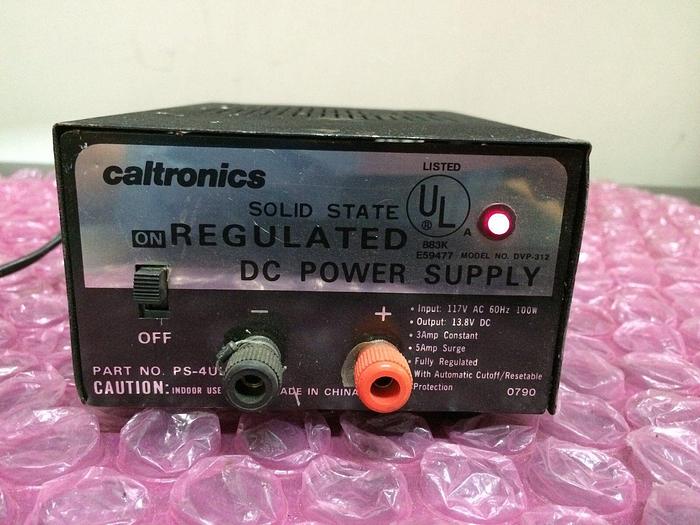 caltronics
LISTED
UL
®
A
883K
E59477 MODEL NO. DVP-312
SOLID STATE
ON REGULATED
DC POWER SUPPLY
OFF
− +
• Input: 117V AC 60Hz 100W
• Output: 13.8V DC
• 3Amp Constant
• 5Amp Surge
• Fully Regulated
With Automatic Cutoff/Resetable
Protection
PART NO. PS-4U
CAUTION: INDOOR USE
MADE IN CHINA
0790